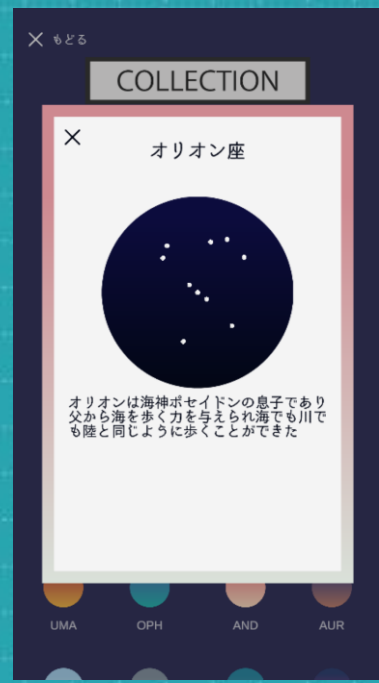 × もどる
COLLECTION
×
オリオン座
オリオンは海神ポセイドンの息子であり
父から海を歩く力を与えられ海でも川で
も陸と同じように歩くことができた
UMA OPH AND AUR